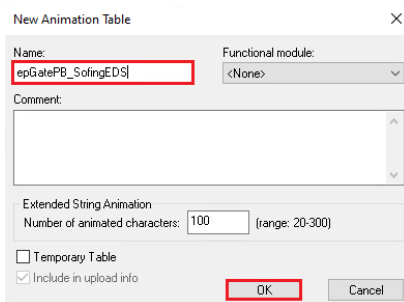 New Animation Table
Name:
Functional module:
epGatePB_SofingEDS
<None>
Comment:
Extended String Animation
Number of animated characters: 100 (range: 20-300)
Temporary Table
Include in upload info
OK
Cancel